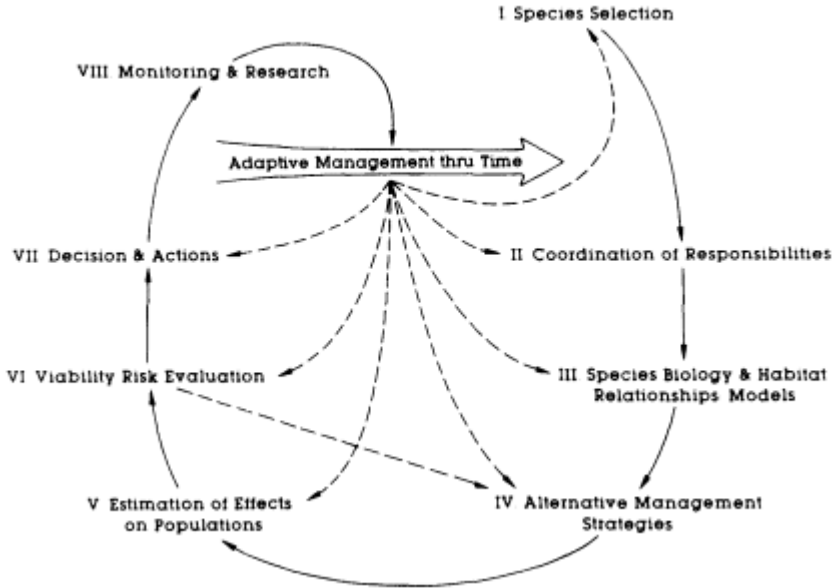 I Species Selection
VIII Monitoring & Research
Adaptive Management thru Time
VII Decision & Actions
II Coordination of Responsibilities
VI Viability Risk Evaluation
III Species Biology & Habitat
Relationships Models
V Estimation of Effects
on Populations
IV Alternative Management
Strategies